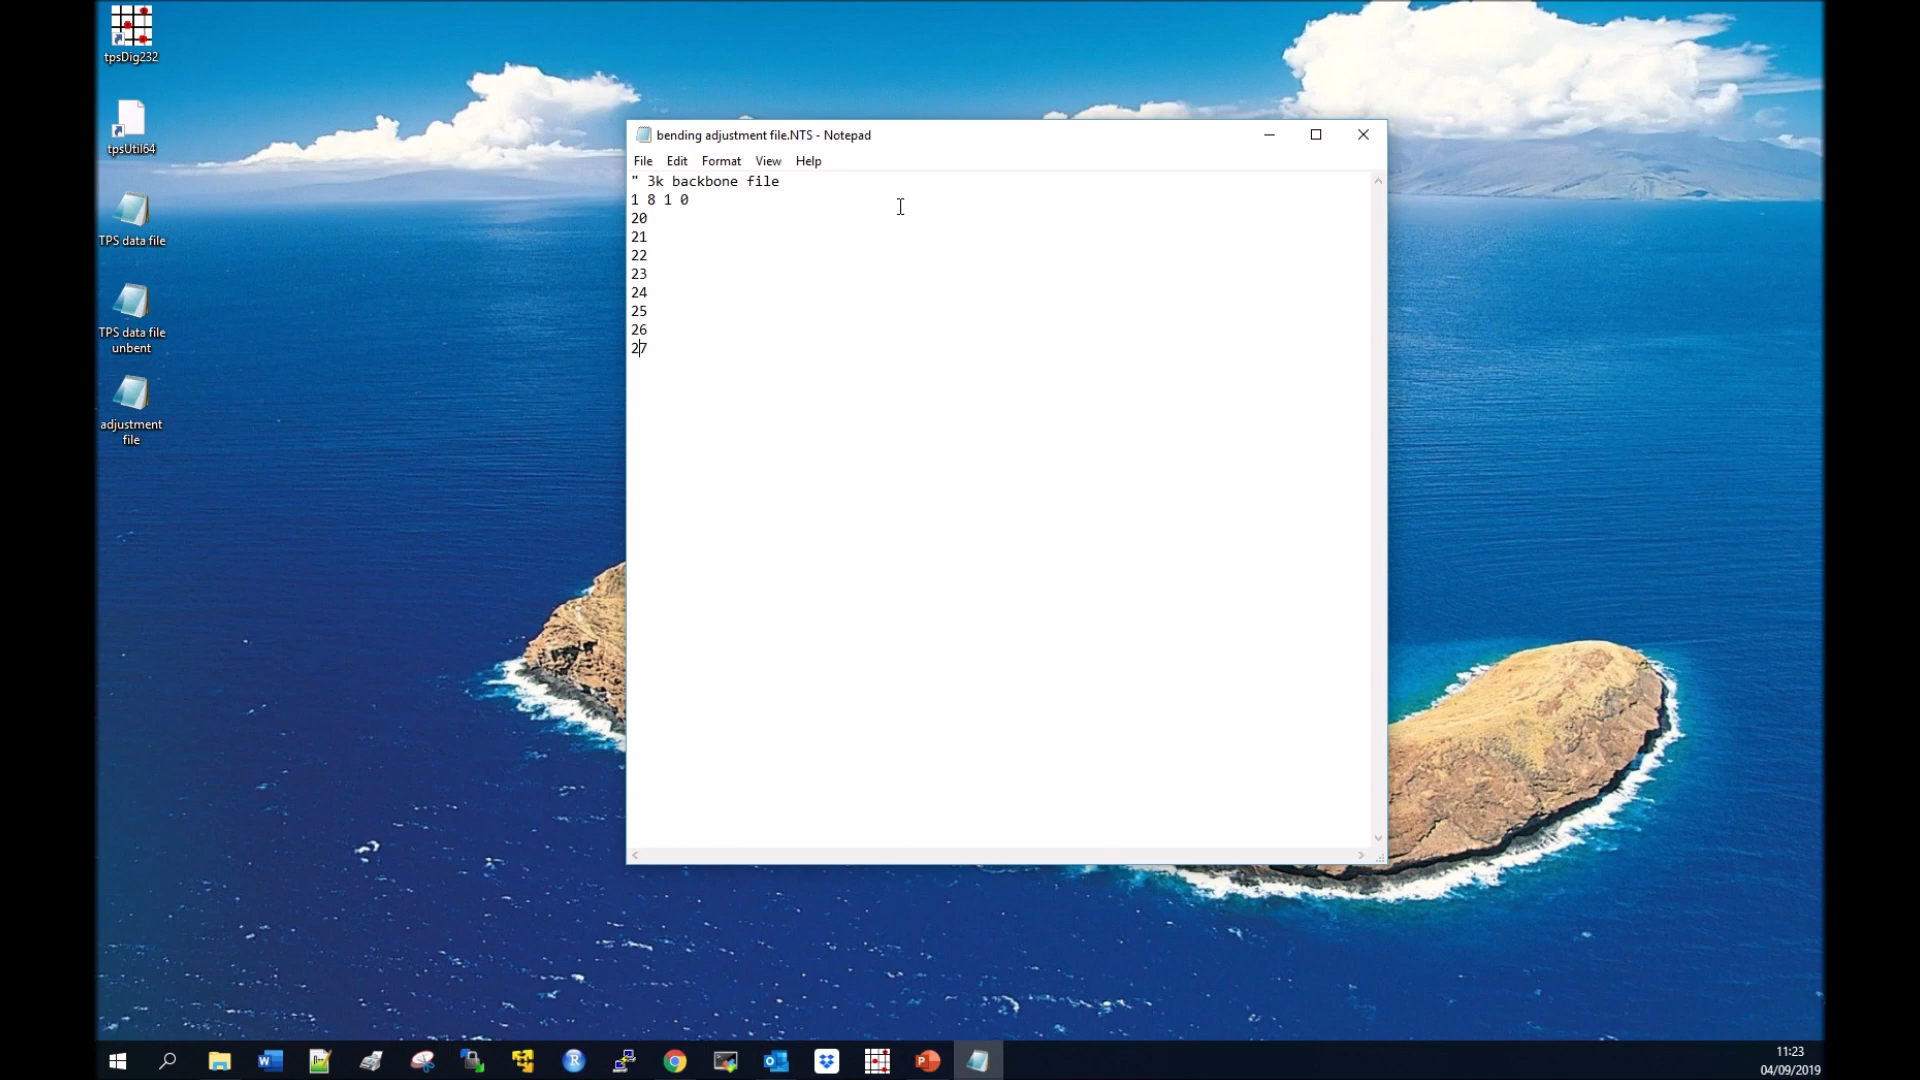 tpsDig232
tpsUtil64
TPS data file
TPS data file
unbent
adjustment
file
bending adjustment file.NTS - Notepad
File Edit Format View Help
" 3k backbone file
1 8 1 0
20
21
22
23
24
25
26
27
11:23
04/09/2019